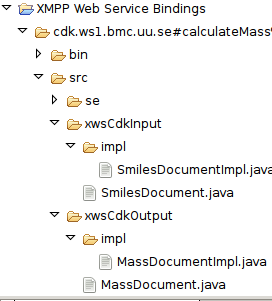 XMPP Web Service Bindings
cdk.ws1.bmc.uu.se#calculateMass
bin
src
se
xwsCdkInput
impl
SmilesDocumentImpl.java
SmilesDocument.java
xwsCdkOutput
impl
MassDocumentImpl.java
MassDocument.java